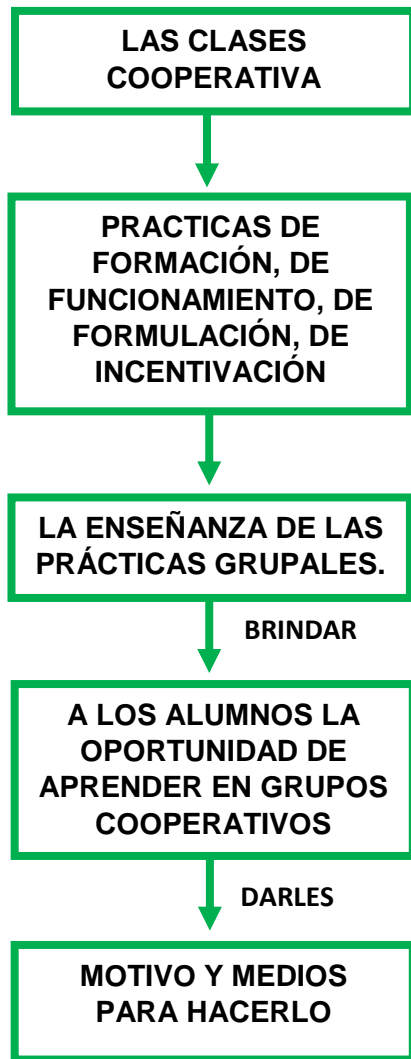 LAS CLASES
COOPERATIVA
PRACTICAS DE
FORMACIÓN, DE
FUNCIONAMIENTO, DE
FORMULACIÓN, DE
INCENTIVACIÓN
LA ENSEÑANZA DE LAS
PRÁCTICAS GRUPALES.
BRINDAR
A LOS ALUMNOS LA
OPORTUNIDAD DE
APRENDER EN GRUPOS
COOPERATIVOS
DARLES
MOTIVO Y MEDIOS
PARA HACERLO